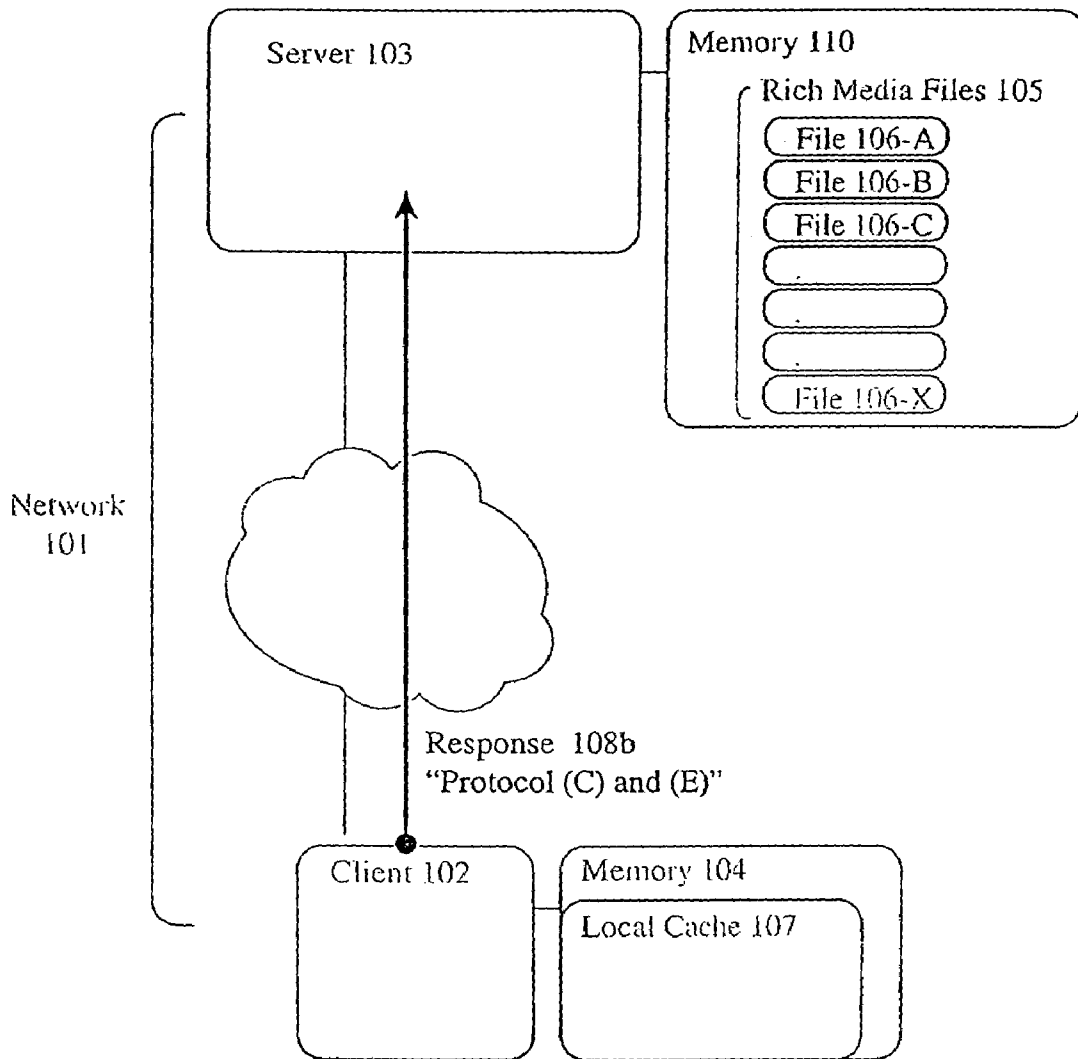 Server 103
Memory 110
Rich Media Files 105
File 106-A
File 106-B
File 106-C
.
.
.
File 106-X
Network
101
Response 108b
“Protocol (C) and (E)”
Client 102
Memory 104
Local Cache 107